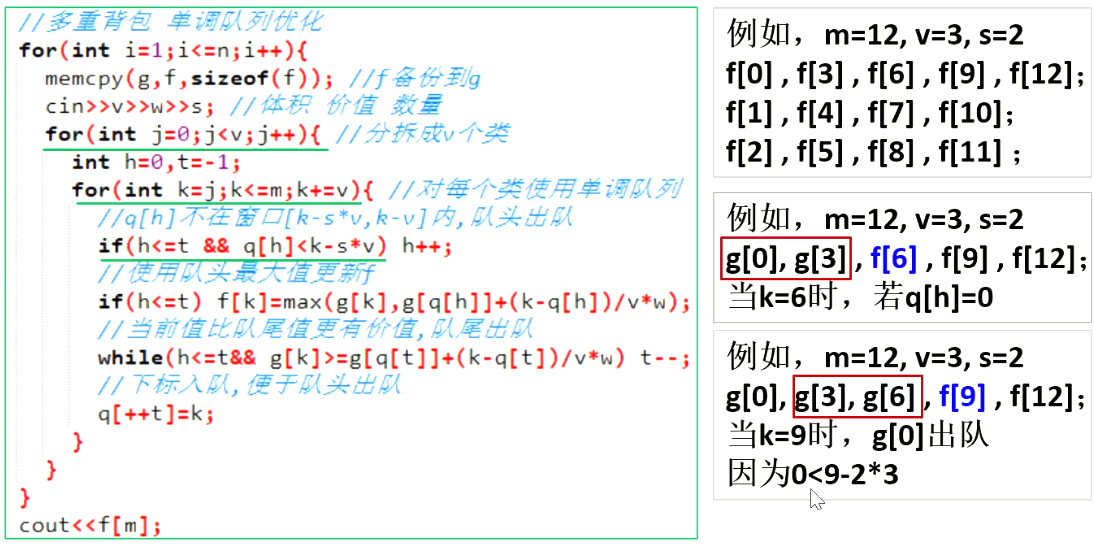 //多重背包 单调队列优化
for(int i=1;i<=n;i++){
memcpy(g,f,sizeof(f)); //f备份到g
cin>>v>>w>>s; //体积 价值 数量
for(int j=0;j<v;j++){ //分拆成v个类
int h=0,t=-1;
for(int k=j;k<=m;k+=v){ //对每个类使用单调队列
//q[h]不在窗口[k-s*v,k-v]内,队头出队
if(h<=t && q[h]<k-s*v) h++;
//使用队头最大值更新f
if(h<=t) f[k]=max(g[k],g[q[h]]+(k-q[h])/v*w);
//当前值比队尾值更有价值,队尾出队
while(h<=t&& g[k]>=g[q[t]]+(k-q[t])/v*w) t--;
//下标入队,便于队头出队
q[++t]=k;
}
}
}
cout<<f[m];
例如，m=12, v=3, s=2
f[0] , f[3] , f[6] , f[9] , f[12]；
f[1] , f[4] , f[7] , f[10]；
f[2] , f[5] , f[8] , f[11] ；
例如，m=12, v=3, s=2
g[0], g[3] , f[6] , f[9] , f[12]；
当k=6时，若q[h]=0
例如，m=12, v=3, s=2
g[0], g[3], g[6] , f[9] , f[12]；
当k=9时，g[0]出队
因为0<9-2*3